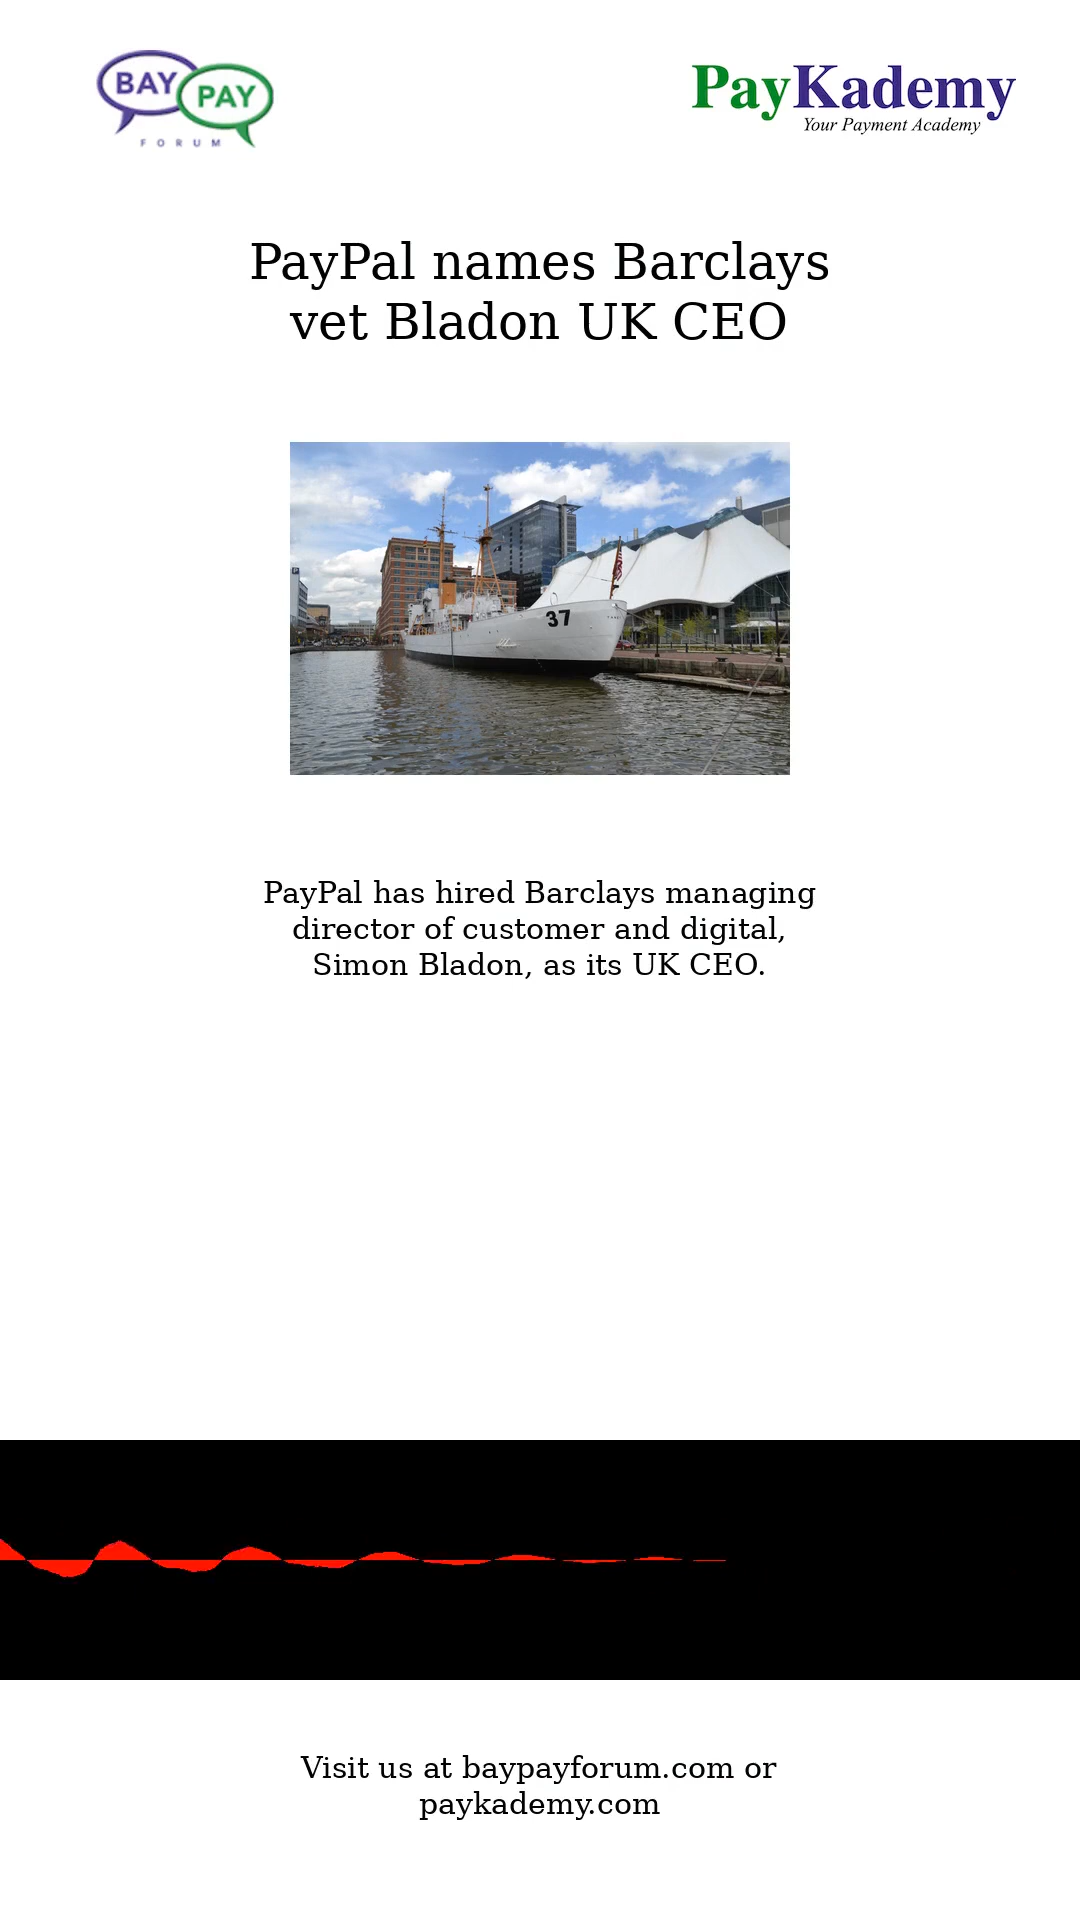 BAY PAY
FORUM
PayKademy
Your Payment Academy
PayPal names Barclays
vet Bladon UK CEO
37
PayPal has hired Barclays managing
director of customer and digital,
Simon Bladon, as its UK CEO.
Visit us at baypayforum.com or
paykademy.com